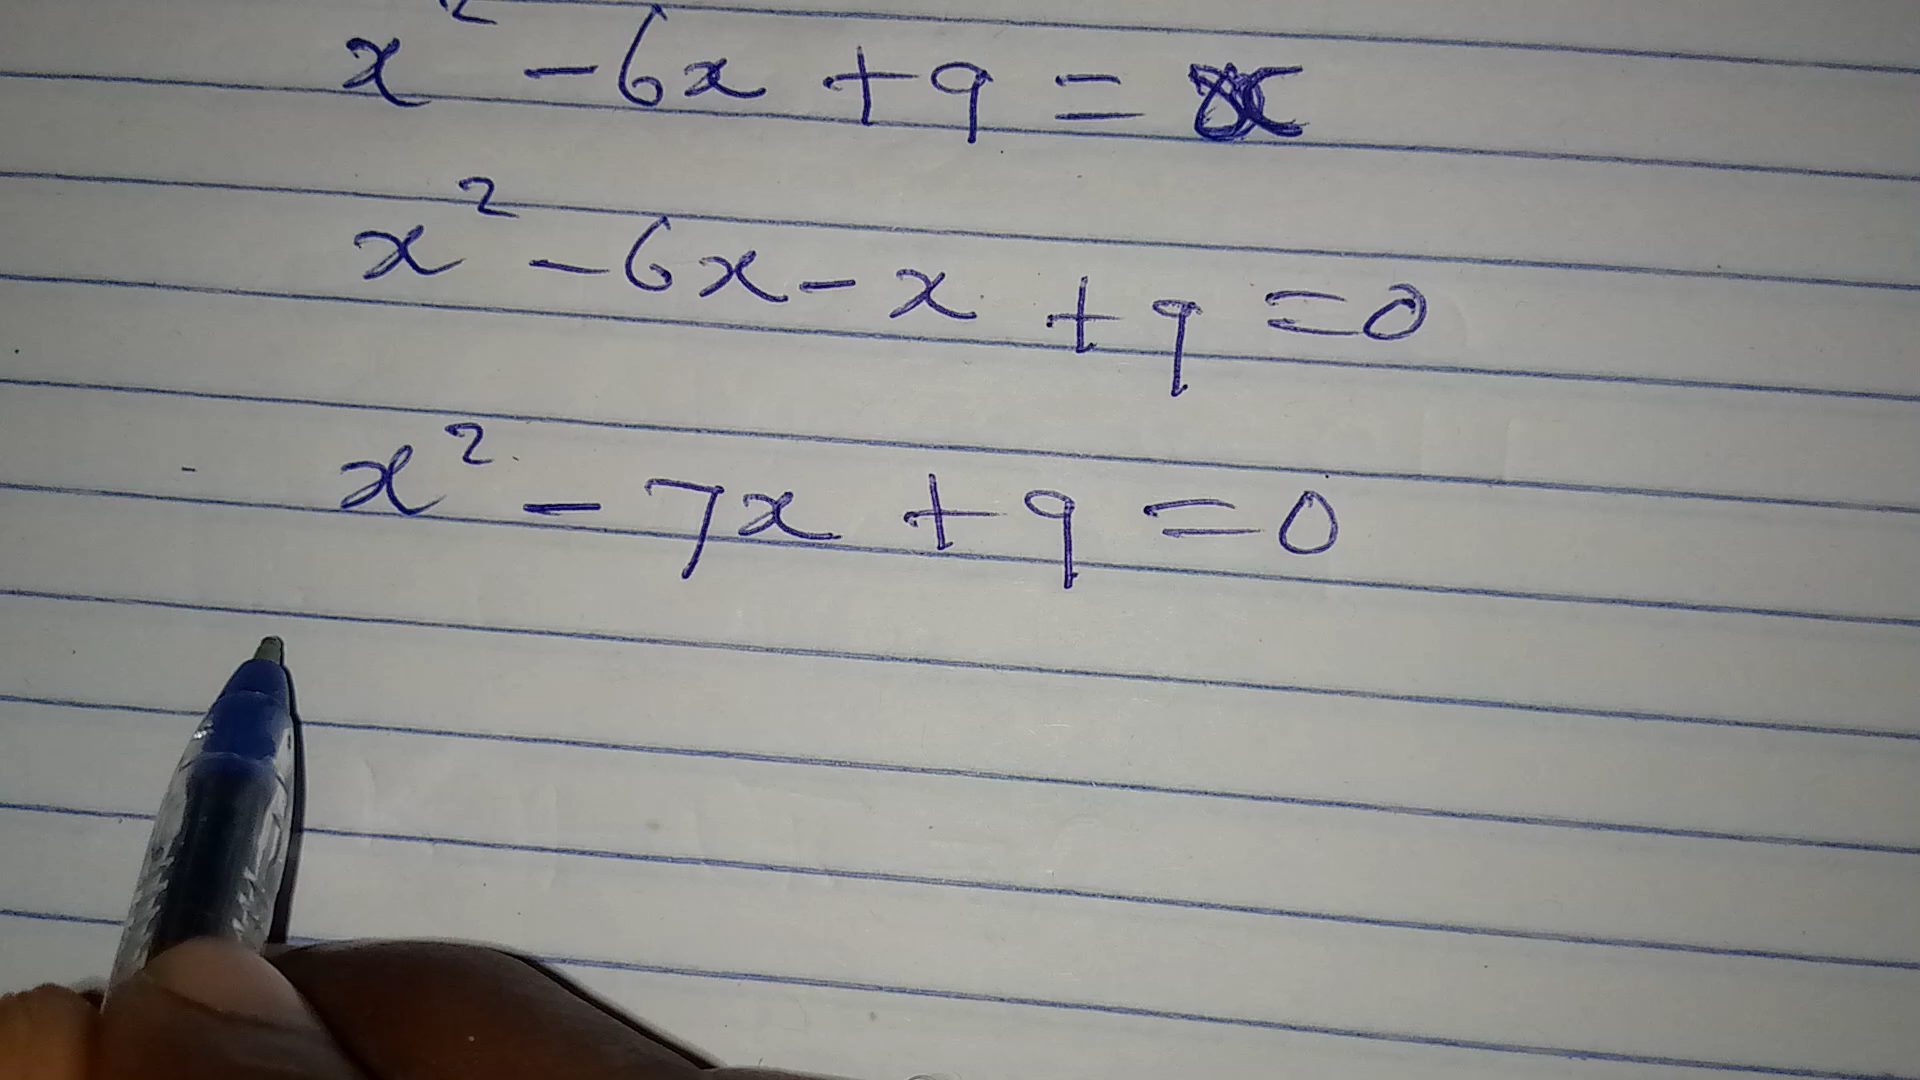 x² - 6x + 9 = x
x² - 6x - x + 9 = 0
x² - 7x + 9 = 0